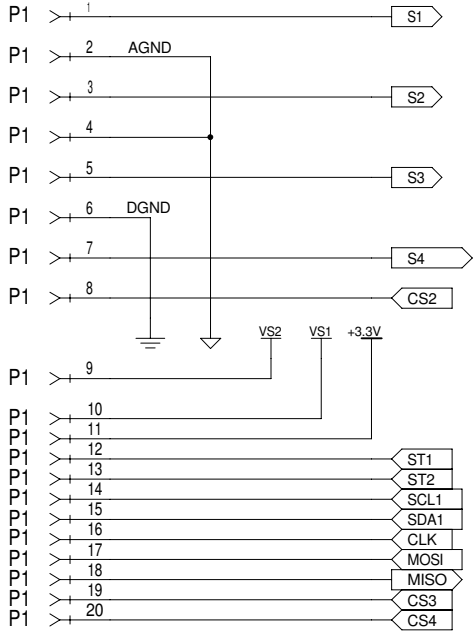 P1 1 S1
P1 2 AGND
P1 3 S2
P1 4
P1 5 S3
P1 6 DGND
P1 7 S4
P1 8 CS2
VS2 VS1 +3.3V
P1 9
P1 10
P1 11
P1 12 ST1
P1 13 ST2
P1 14 SCL1
P1 15 SDA1
P1 16 CLK
P1 17 MOSI
P1 18 MISO
P1 19 CS3
P1 20 CS4